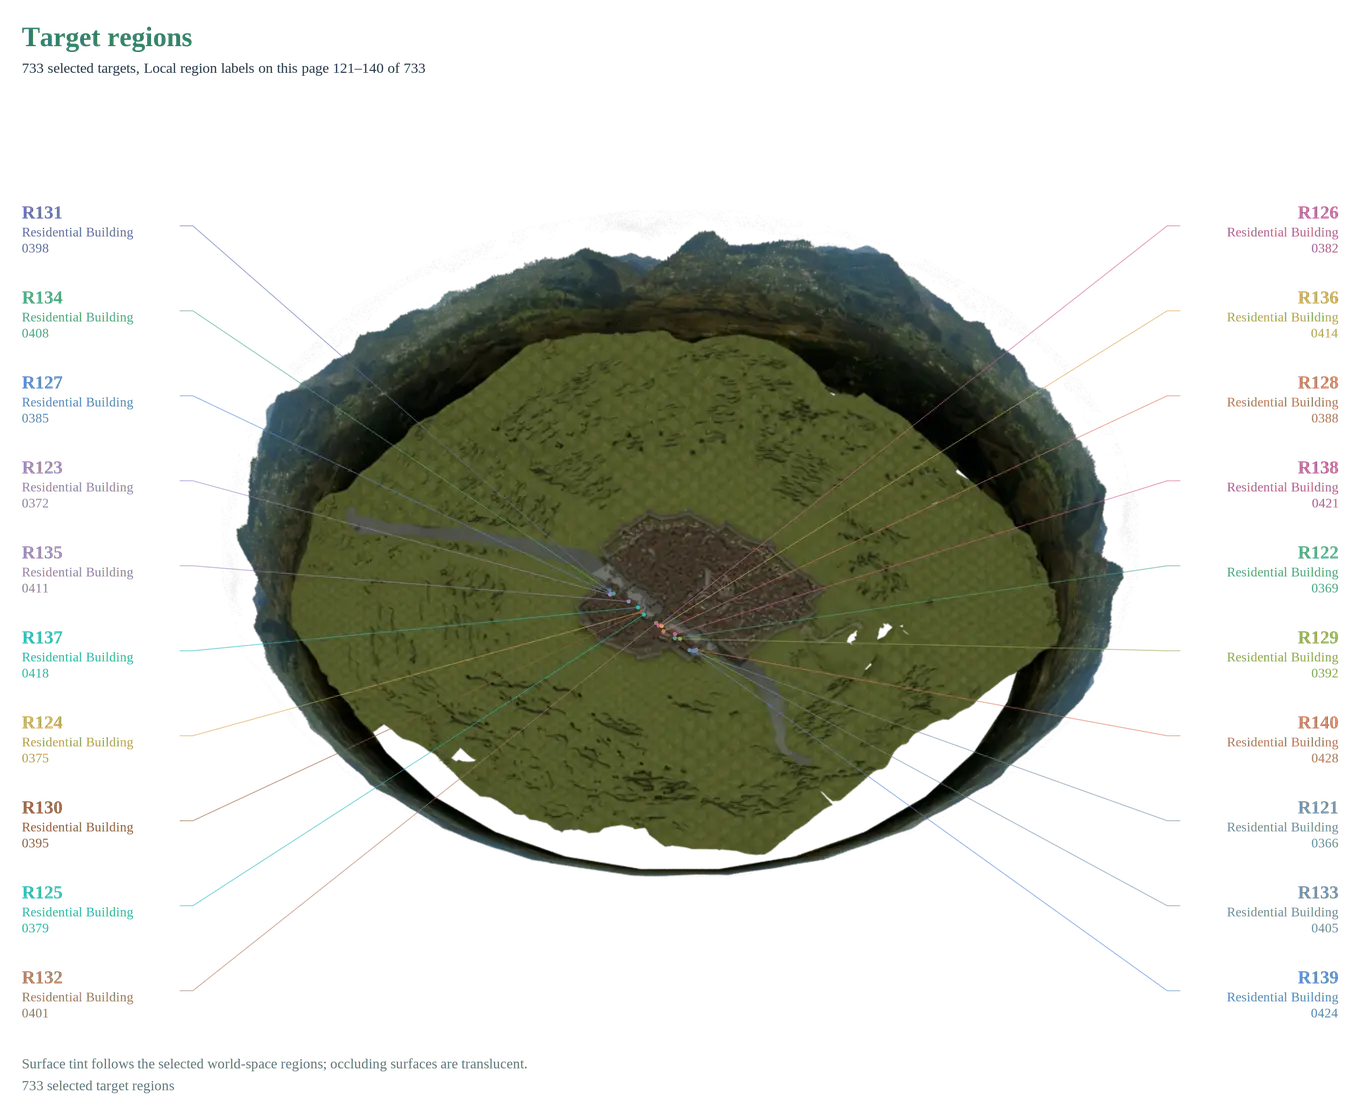 Target regions
733 selected targets, Local region labels on this page 121–140 of 733
R131
Residential Building
0398
R134
Residential Building
0408
R127
Residential Building
0385
R123
Residential Building
0372
R135
Residential Building
0411
R137
Residential Building
0418
R124
Residential Building
0375
R130
Residential Building
0395
R125
Residential Building
0379
R132
Residential Building
0401
R126
Residential Building
0382
R136
Residential Building
0414
R128
Residential Building
0388
R138
Residential Building
0421
R122
Residential Building
0369
R129
Residential Building
0392
R140
Residential Building
0428
R121
Residential Building
0366
R133
Residential Building
0405
R139
Residential Building
0424
Surface tint follows the selected world-space regions; occluding surfaces are translucent.
733 selected target regions